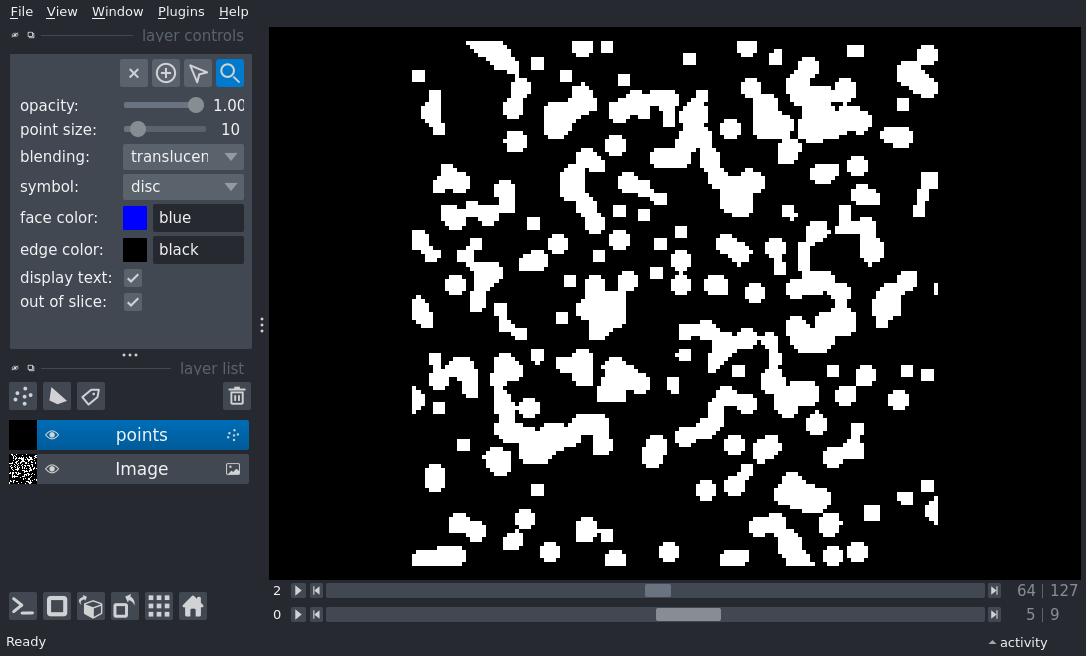 File View Window Plugins Help
layer controls
opacity: 1.00
point size: 10
blending: translucen
symbol: disc
face color: blue
edge color: black
display text:
out of slice:
layer list
points
Image
2 64 | 127
0 5 | 9
Ready activity